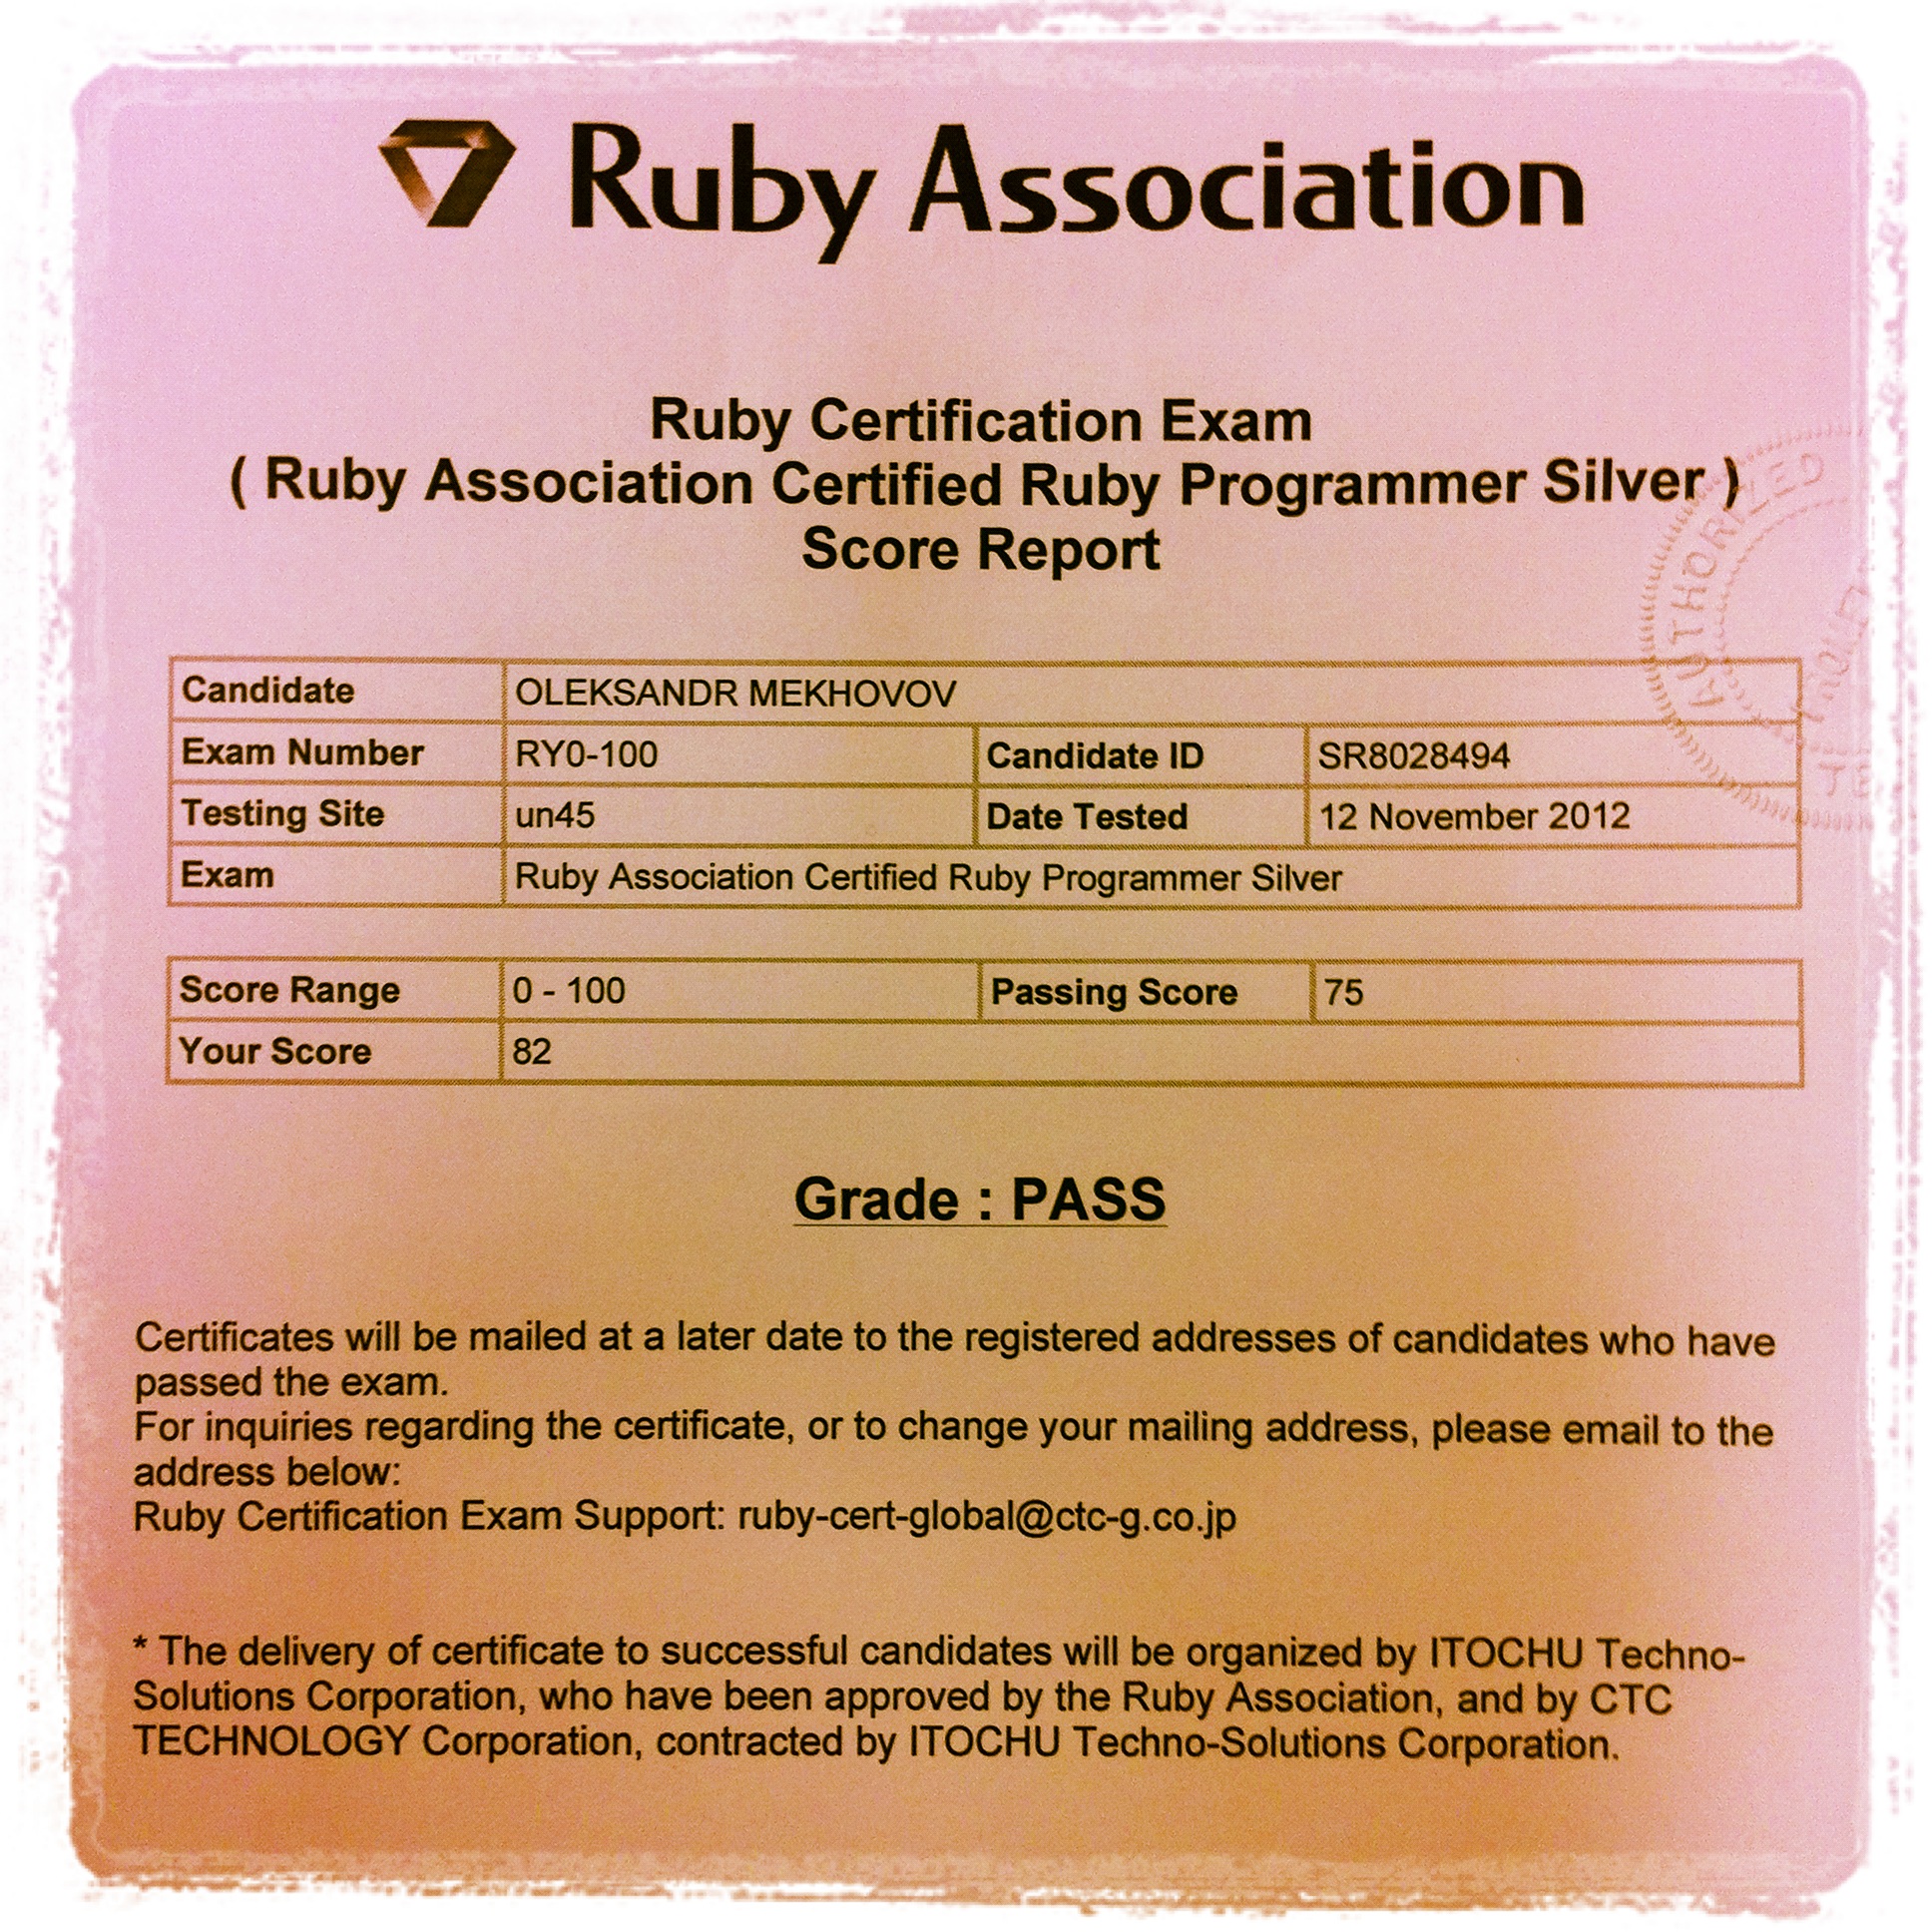 Ruby Association
Ruby Certification Exam
( Ruby Association Certified Ruby Programmer Silver )
Score Report
AUTHORIZED
Candidate OLEKSANDR MEKHOVOV
Exam Number RY0-100 Candidate ID SR8028494
Testing Site un45 Date Tested 12 November 2012
Exam Ruby Association Certified Ruby Programmer Silver
Score Range 0 - 100 Passing Score 75
Your Score 82
Grade : PASS
Certificates will be mailed at a later date to the registered addresses of candidates who have
passed the exam.
For inquiries regarding the certificate, or to change your mailing address, please email to the
address below:
Ruby Certification Exam Support: ruby-cert-global@ctc-g.co.jp
* The delivery of certificate to successful candidates will be organized by ITOCHU Techno-
Solutions Corporation, who have been approved by the Ruby Association, and by CTC
TECHNOLOGY Corporation, contracted by ITOCHU Techno-Solutions Corporation.